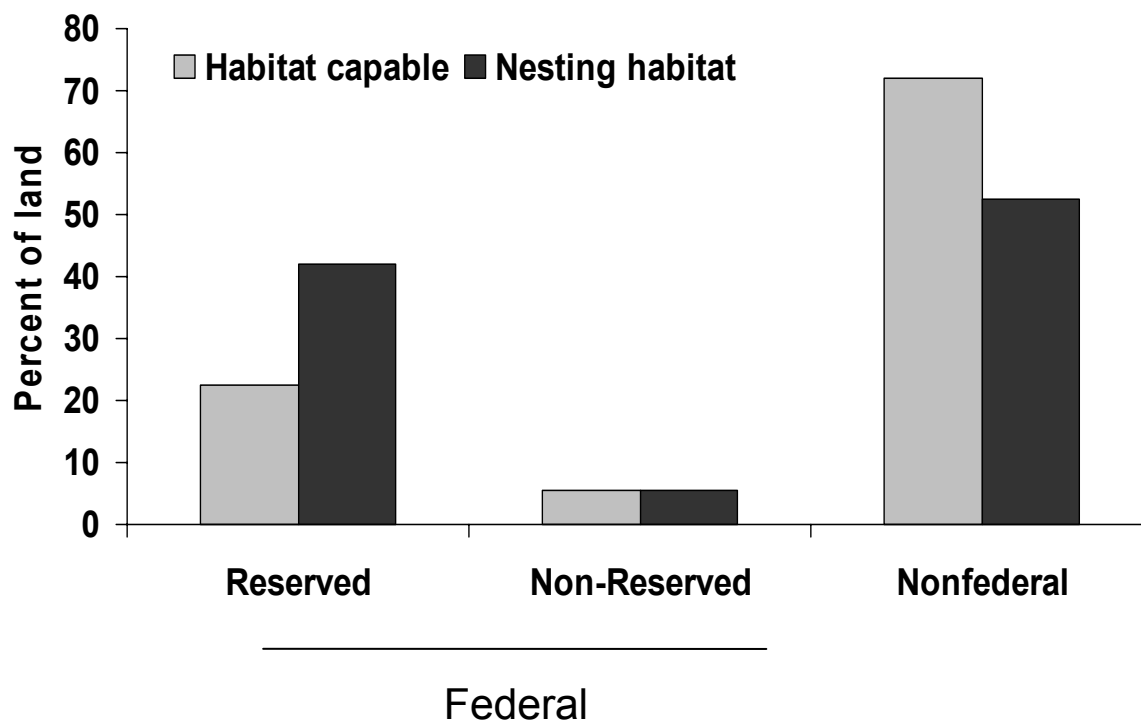 80
70
60
50
40
30
20
10
0
Percent of land
Habitat capable Nesting habitat
Reserved Non-Reserved Nonfederal
Federal